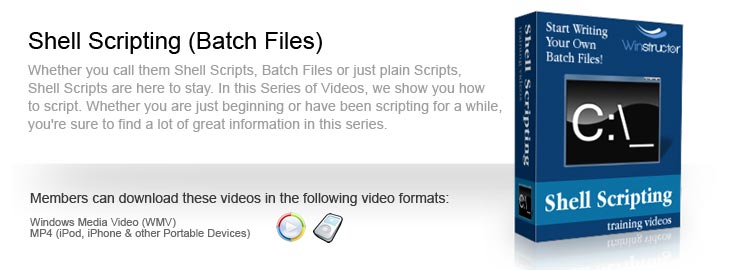 Shell Scripting (Batch Files)
Whether you call them Shell Scripts, Batch Files or just plain Scripts,
Shell Scripts are here to stay. In this Series of Videos, we show you how
to script. Whether you are just beginning or have been scripting for a while,
you're sure to find a lot of great information in this series.
Members can download these videos in the following video formats:
Windows Media Video (WMV)
MP4 (iPod, iPhone & other Portable Devices)
Shell Scripting
training videos
Start Writing
Your Own
Batch Files!
Winstructor
C:\_
C:\_
Shell Scripting
training videos